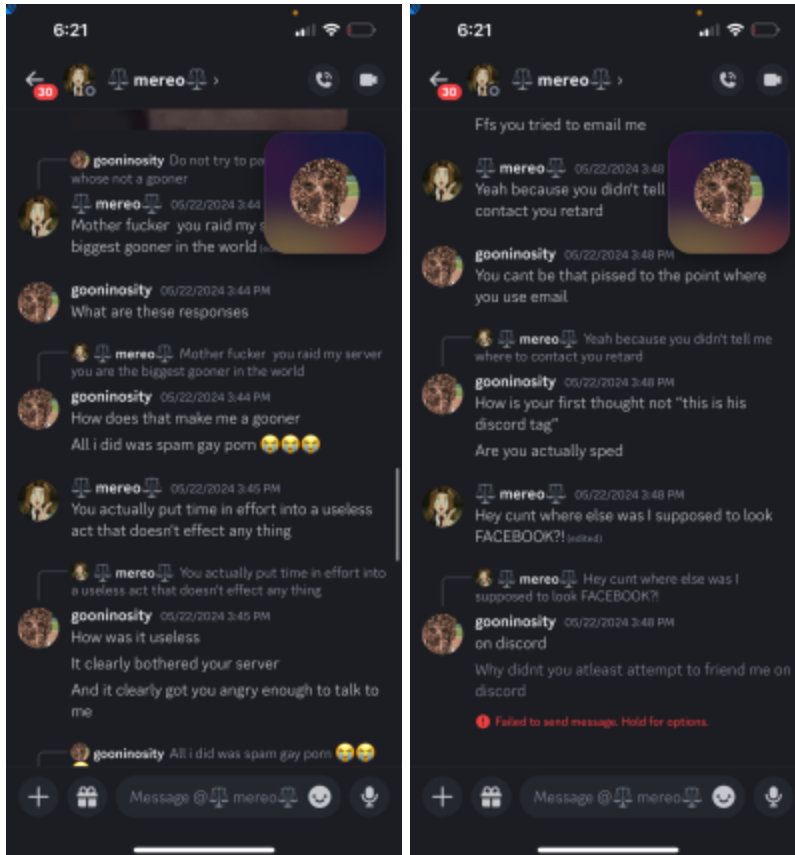 6:21
30
mereo
gooninosity Do not try to
whose not a gooner
mereo 05/22/2024 3:44
Mother fucker you raid my
biggest gooner in the world
gooninosity 05/22/2024 3:44 PM
What are these responses
mereo Mother fucker you raid my server
you are the biggest gooner in the world
gooninosity 05/22/2024 3:44 PM
How does that make me a gooner
All i did was spam gay porn 😭😭😭
mereo 05/22/2024 3:45 PM
You actually put time in effort into a useless
act that doesn't effect any thing
mereo You actually put time in effort into
a useless act that doesn't effect any thing
gooninosity 05/22/2024 3:45 PM
How was it useless
It clearly bothered your server
And it clearly got you angry enough to talk to
me
gooninosity All i did was spam gay porn 😭😭
Message @⚖ mereo⚖
6:21
30
mereo
Ffs you tried to email me
mereo 05/22/2024 3:48
Yeah because you didn't tell
contact you retard
gooninosity 05/22/2024 3:48 PM
You cant be that pissed to the point where
you use email
mereo Yeah because you didn't tell me
where to contact you retard
gooninosity 05/22/2024 3:48 PM
How is your first thought not "this is his
discord tag"
Are you actually sped
mereo 05/22/2024 3:48 PM
Hey cunt where else was I supposed to look
FACEBOOK?! (edited)
mereo Hey cunt where else was I
supposed to look FACEBOOK?!
gooninosity 05/22/2024 3:48 PM
on discord
Why didnt you atleast attempt to friend me on
discord
Failed to send message. Hold for options.
Message @⚖ mereo⚖